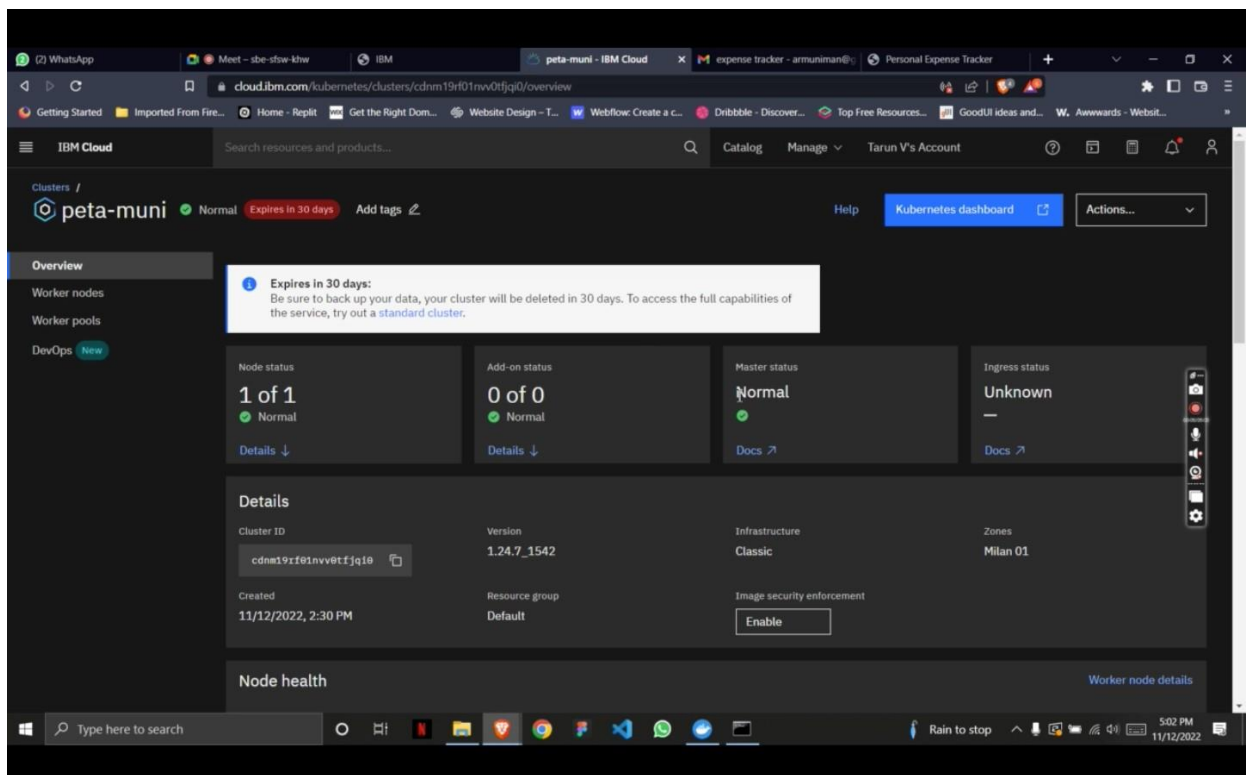 (2) WhatsApp
Meet – sbe-sfsw-khw
IBM
peta-muni - IBM Cloud
expense tracker - armuniman@g
Personal Expense Tracker
cloud.ibm.com/kubernetes/clusters/cdnm19rf01nvv0tfjqi0/overview
Getting Started
Imported From Fire...
Home - Replit
Get the Right Dom...
Website Design – T...
Webflow: Create a c...
Dribbble - Discover...
Top Free Resources...
GoodUI ideas and...
W. Awwwards - Websit...
IBM Cloud
Search resources and products...
Catalog
Manage
Tarun V's Account
Clusters /
peta-muni
Normal
Expires in 30 days
Add tags
Help
Kubernetes dashboard
Actions...
Overview
Worker nodes
Worker pools
DevOps New
Expires in 30 days:
Be sure to back up your data, your cluster will be deleted in 30 days. To access the full capabilities of
the service, try out a standard cluster.
Node status
1 of 1
Normal
Details ↓
Add-on status
0 of 0
Normal
Details ↓
Master status
Normal
Docs ↗
Ingress status
Unknown
—
Docs ↗
Details
Cluster ID
cdnm19rf01nvv0tfjqi0
Version
1.24.7_1542
Infrastructure
Classic
Zones
Milan 01
Created
11/12/2022, 2:30 PM
Resource group
Default
Image security enforcement
Enable
Node health
Worker node details
Type here to search
Rain to stop
5:02 PM
11/12/2022